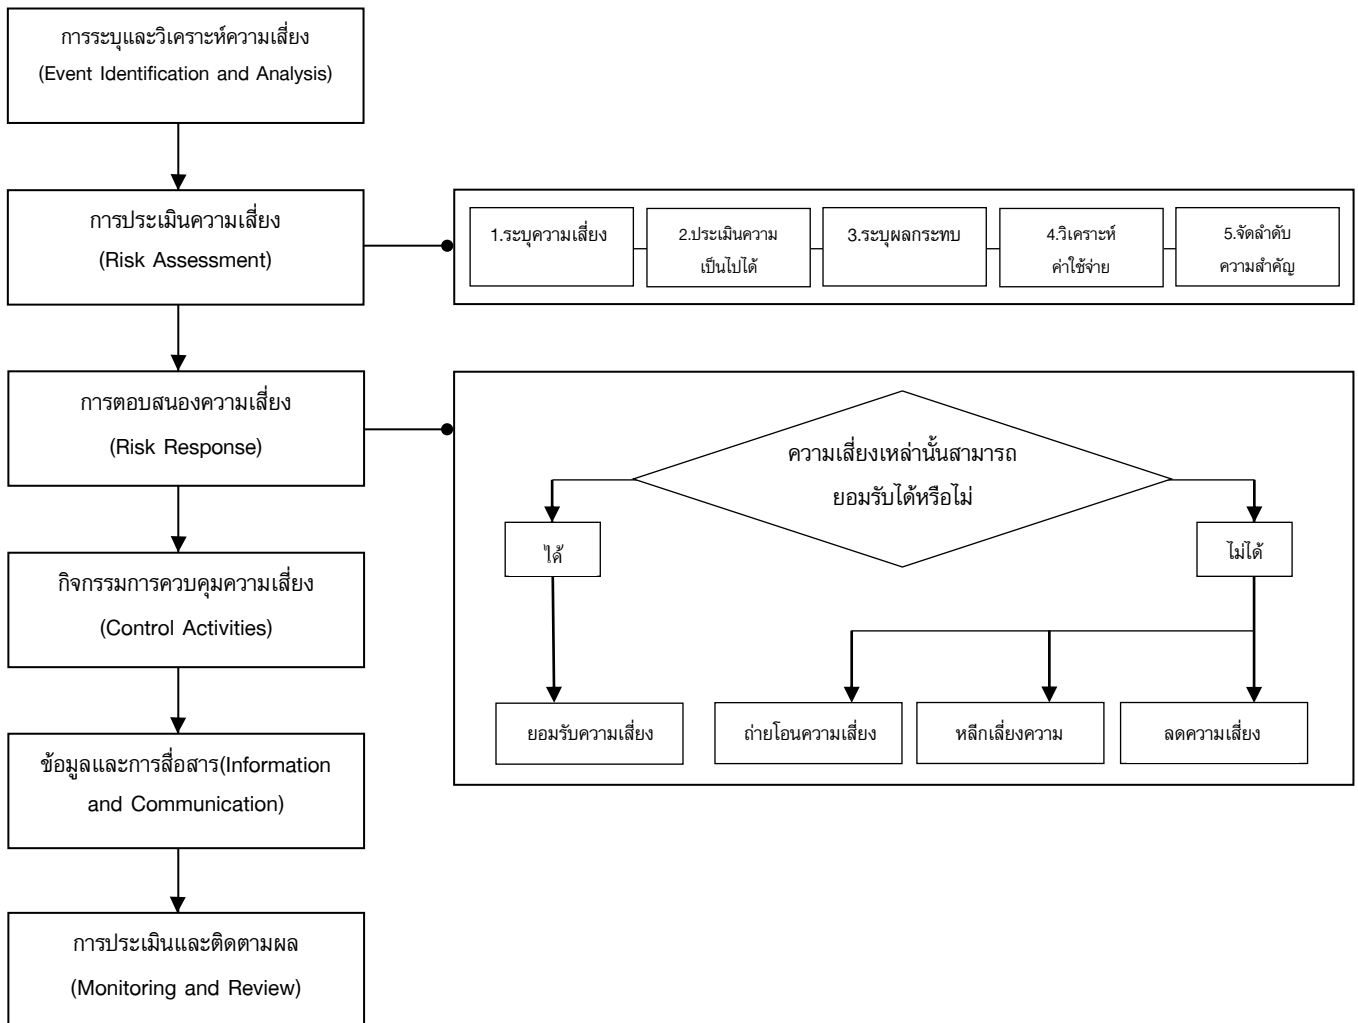 การระบุและวิเคราะห์ความเสี่ยง
(Event Identification and Analysis)
การประเมินความเสี่ยง
(Risk Assessment)
1.ระบุความเสี่ยง
2.ประเมินความ
เป็นไปได้
3.ระบุผลกระทบ
4.วิเคราะห์
ค่าใช้จ่าย
5.จัดลำดับ
ความสำคัญ
การตอบสนองความเสี่ยง
(Risk Response)
ความเสี่ยงเหล่านั้นสามารถ
ยอมรับได้หรือไม่
ได้
ไม่ได้
ยอมรับความเสี่ยง
ถ่ายโอนความเสี่ยง
หลีกเลี่ยงความ
ลดความเสี่ยง
กิจกรรมการควบคุมความเสี่ยง
(Control Activities)
ข้อมูลและการสื่อสาร(Information
and Communication)
การประเมินและติดตามผล
(Monitoring and Review)